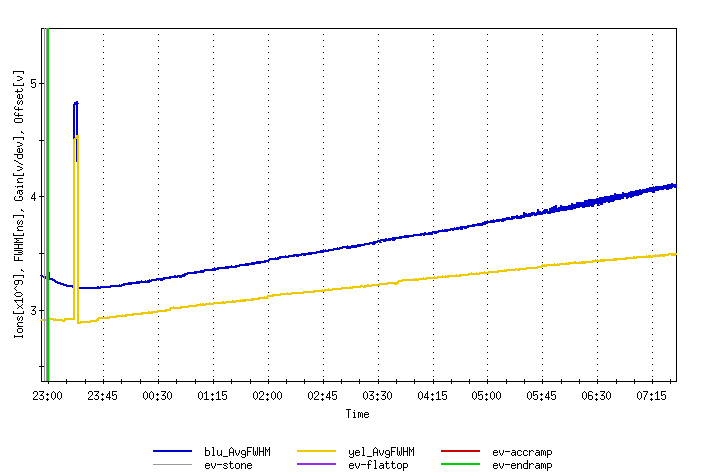 Ions[x10^9], FWHM[ns], Gain[v/dev], Offset[v]
5
4
3
23:00 23:45 00:30 01:15 02:00 02:45 03:30 04:15 05:00 05:45 06:30 07:15
Time
blu_AvgFWHM yel_AvgFWHM ev-accramp
ev-stone ev-flattop ev-endramp